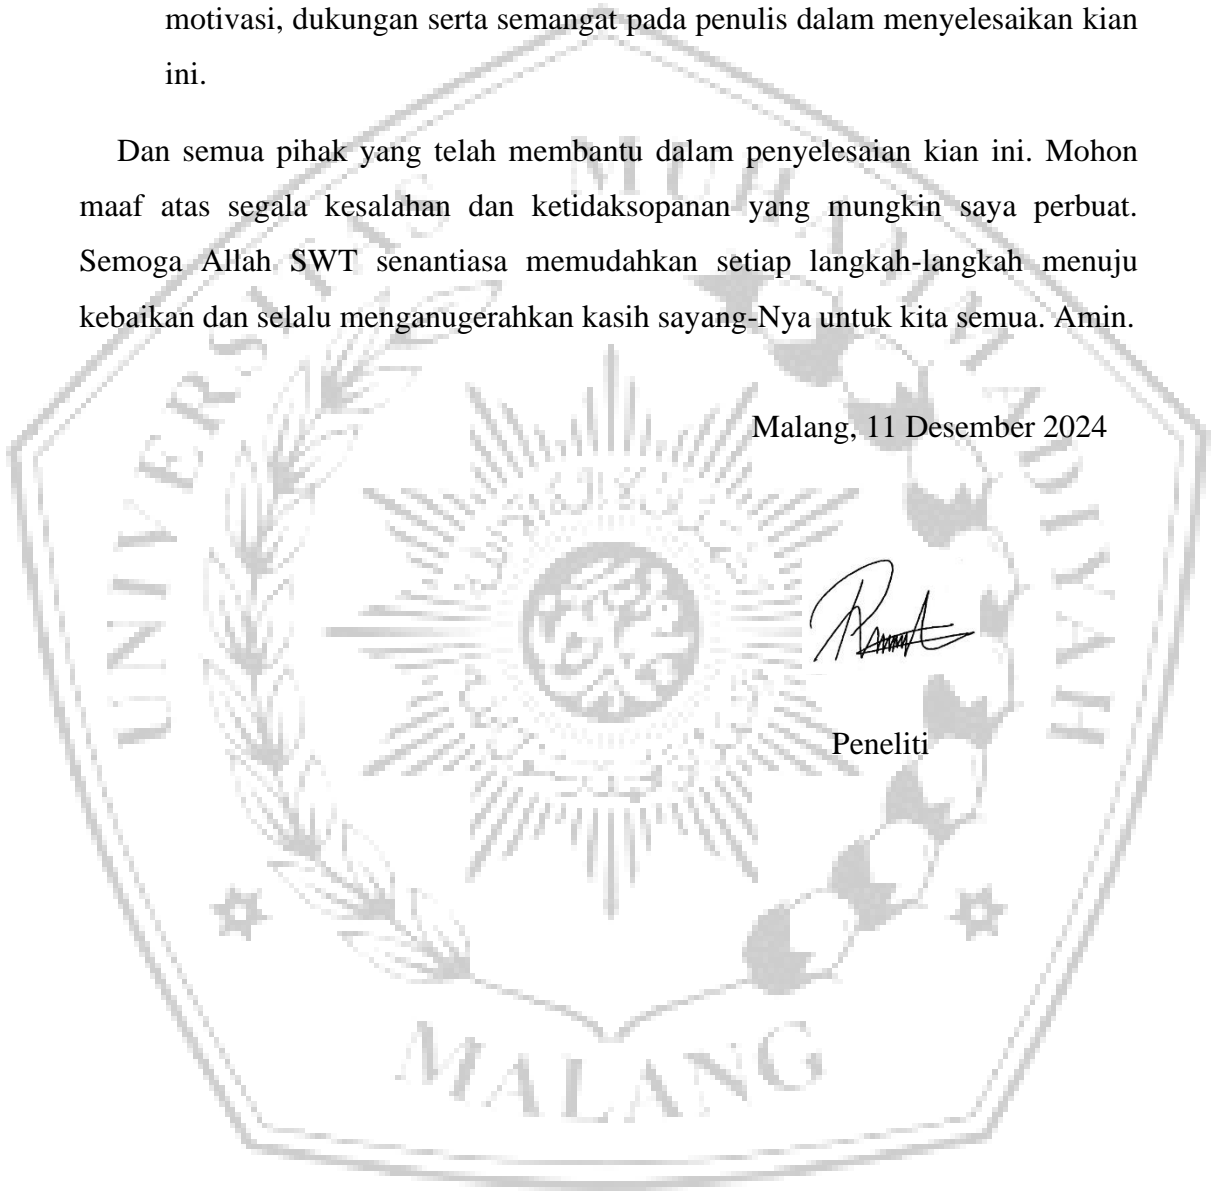 motivasi, dukungan serta semangat pada penulis dalam menyelesaikan kian
ini.
Dan semua pihak yang telah membantu dalam penyelesaian kian ini. Mohon
maaf atas segala kesalahan dan ketidaksopanan yang mungkin saya perbuat.
Semoga Allah SWT senantiasa memudahkan setiap langkah-langkah menuju
kebaikan dan selalu menganugerahkan kasih sayang-Nya untuk kita semua. Amin.
Malang, 11 Desember 2024
Peneliti
UNIVERSITAS MUHAMMADIYAH
MALANG